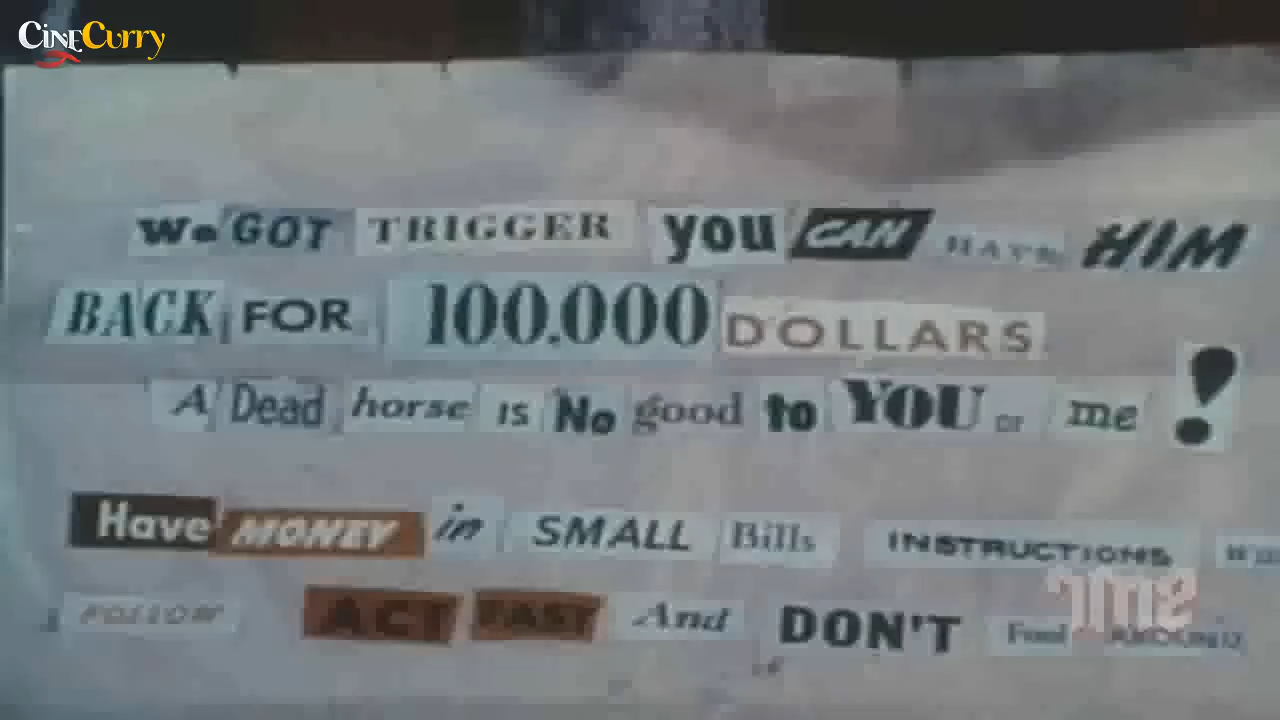 CINECURRY
We GOT TRIGGER you CAN HAVE HIM
BACK FOR 100.000 DOLLARS
A Dead horse is No good to YOU or me !
Have MONEY in SMALL Bills INSTRUCTIONS
FOLLOW ACT FAST And DON'T Fool AROUND